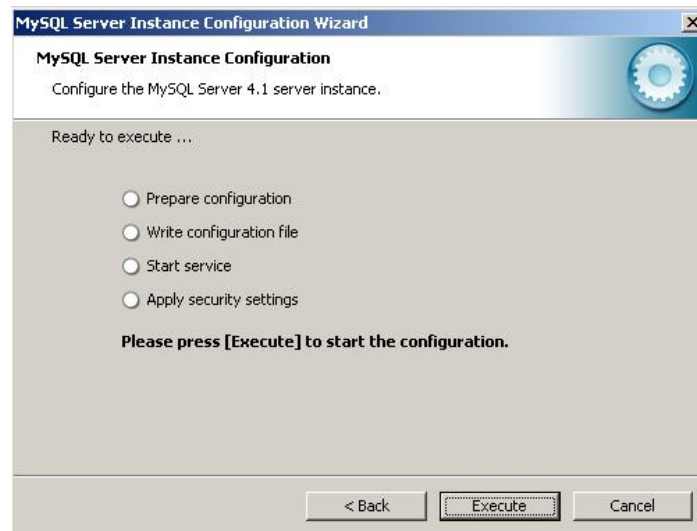 MySQL Server Instance Configuration Wizard
MySQL Server Instance Configuration
Configure the MySQL Server 4.1 server instance.
Ready to execute ...
Prepare configuration
Write configuration file
Start service
Apply security settings
Please press [Execute] to start the configuration.
< Back Execute Cancel